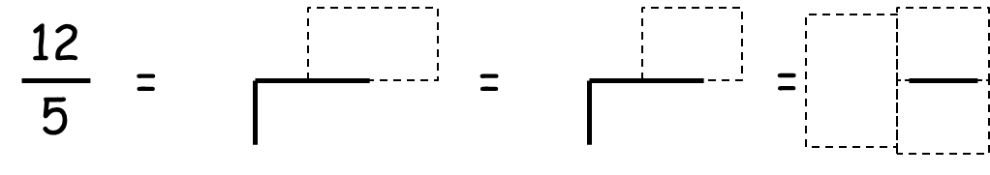 12
5
= = =